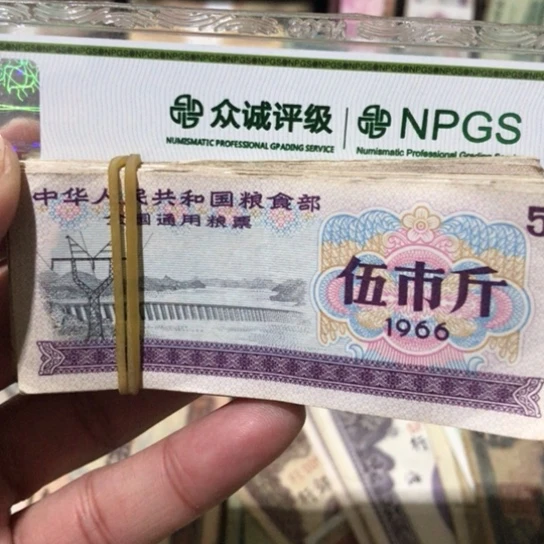 众诚评级 NPGS
NUMISMATIC PROFESSIONAL GRADING SERVICE Numismatic Professional Grading
中华人民共和国粮食部
全国通用粮票
5
伍市斤
1966